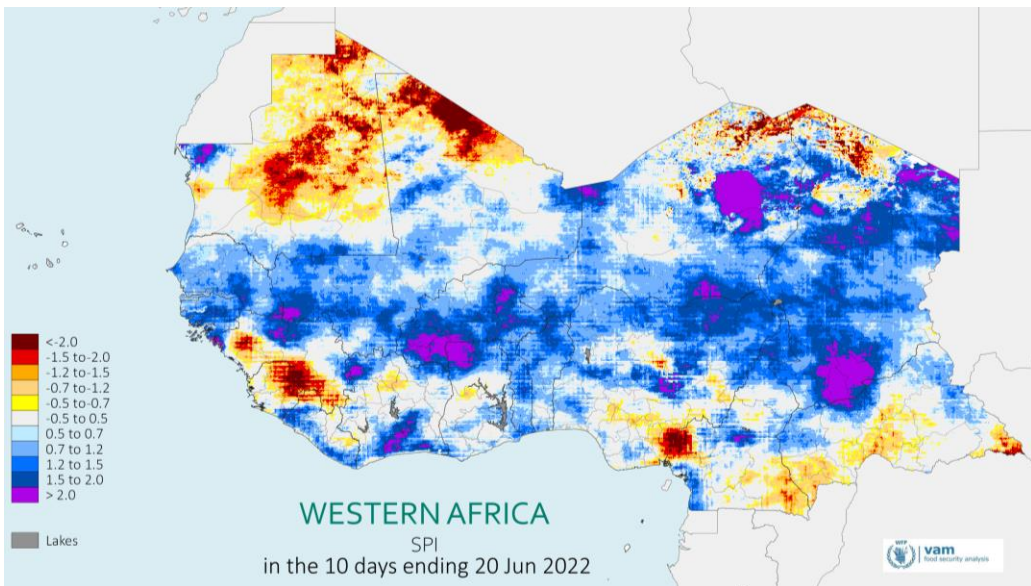 <-2.0
-1.5 to-2.0
-1.2 to-1.5
-0.7 to-1.2
-0.5 to-0.7
-0.5 to 0.5
0.5 to 0.7
0.7 to 1.2
1.2 to 1.5
1.5 to 2.0
> 2.0
Lakes
WESTERN AFRICA
SPI
in the 10 days ending 20 Jun 2022
WFP
vam
food security analysis